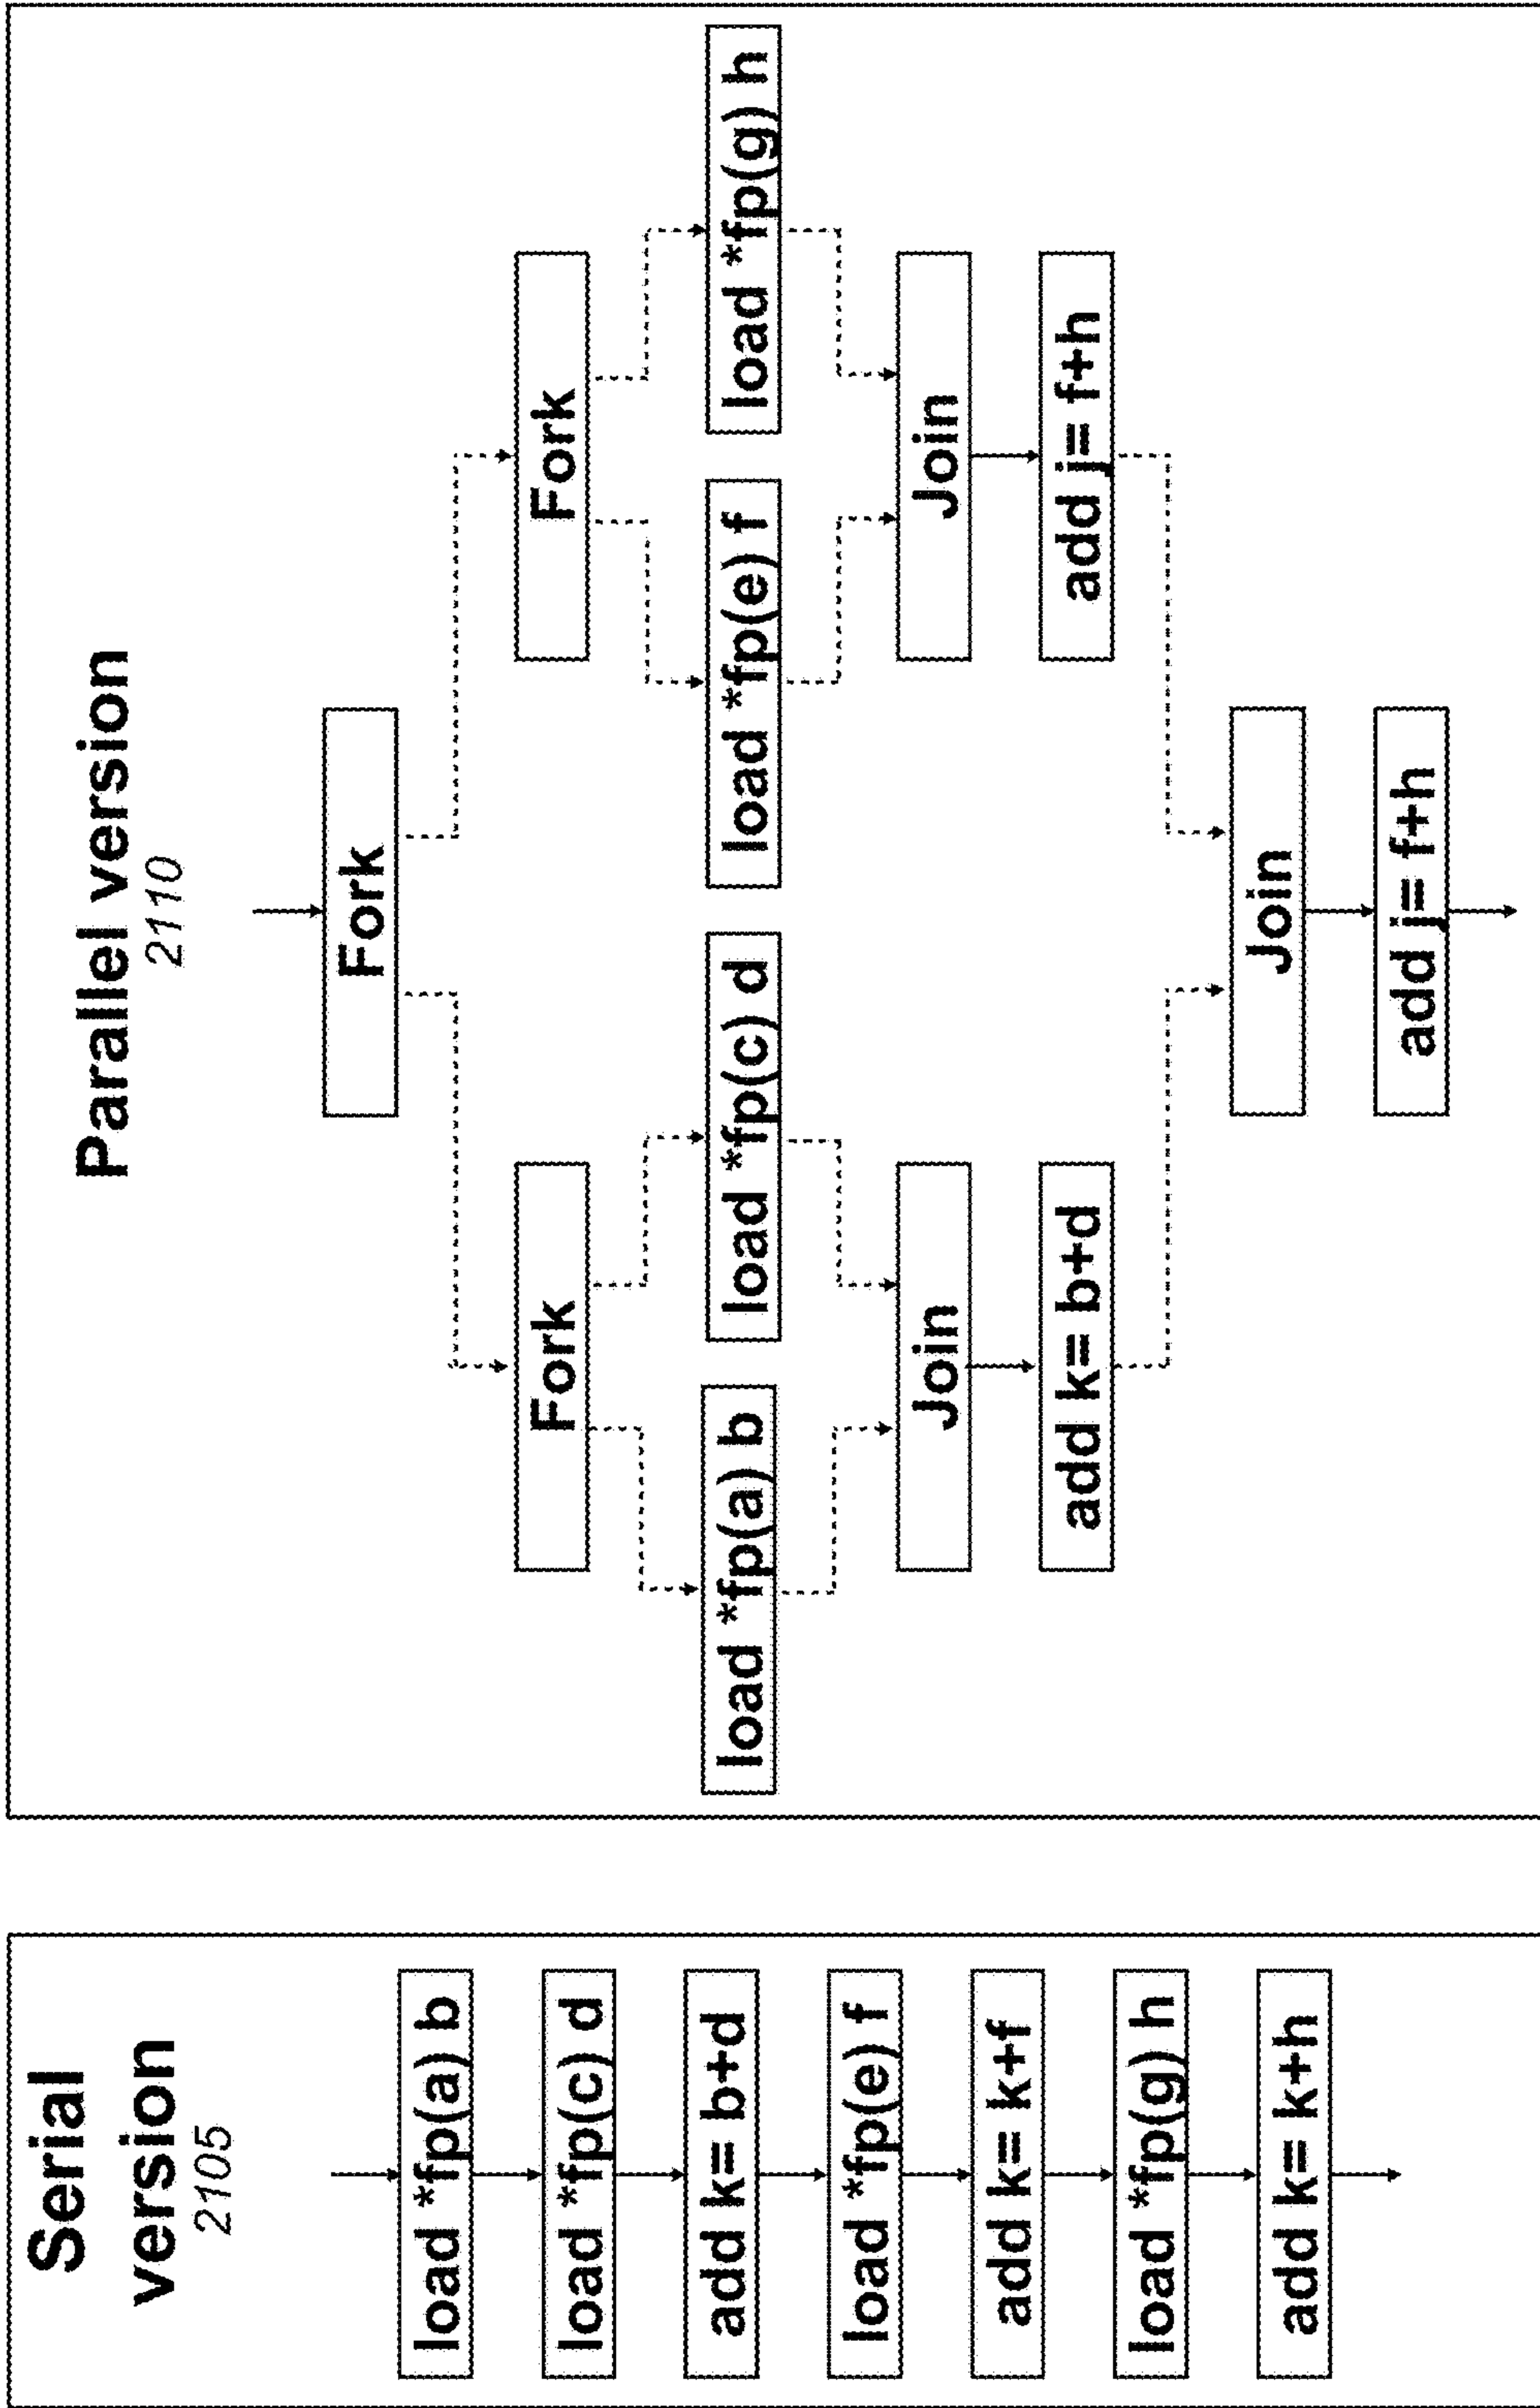 Serial
version
2105
load *fp(a) b
load *fp(c) d
add k= b+d
load *fp(e) f
add k= k+f
load *fp(g) h
add k= k+h
Parallel version
2110
Fork
Fork
Fork
load *fp(a) b
load *fp(c) d
load *fp(e) f
load *fp(g) h
Join
Join
add k= b+d
add j= f+h
Join
add j= f+h